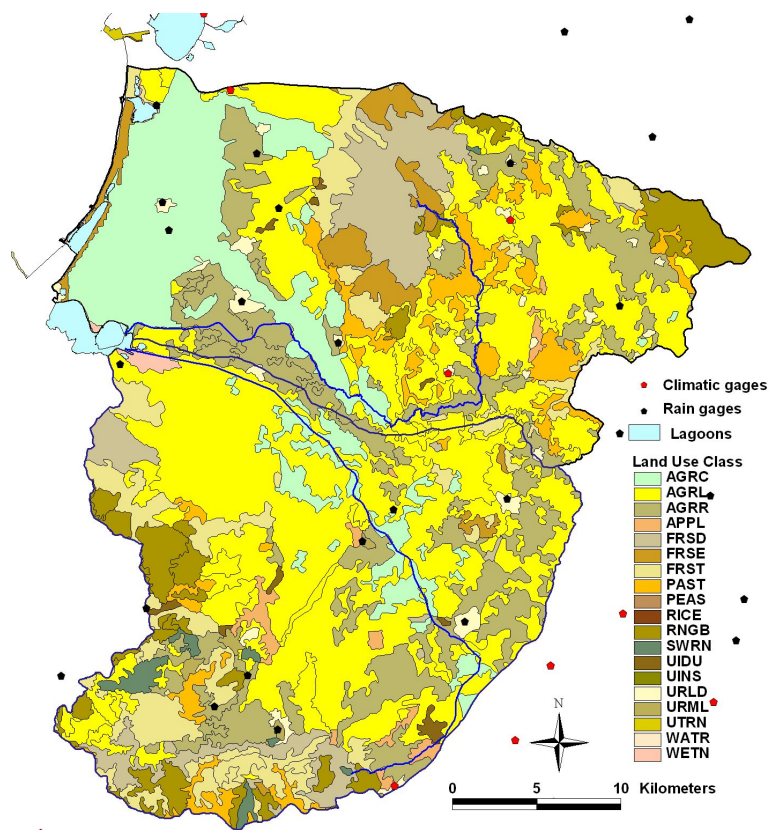 Climatic gages
Rain gages
Lagoons
Land Use Class
AGRC
AGRL
AGRR
APPL
FRSD
FRSE
FRST
PAST
PEAS
RICE
RNGB
SWRN
UIDU
UINS
URLD
URML
UTRN
WATR
WETN
N
0 5 10 Kilometers